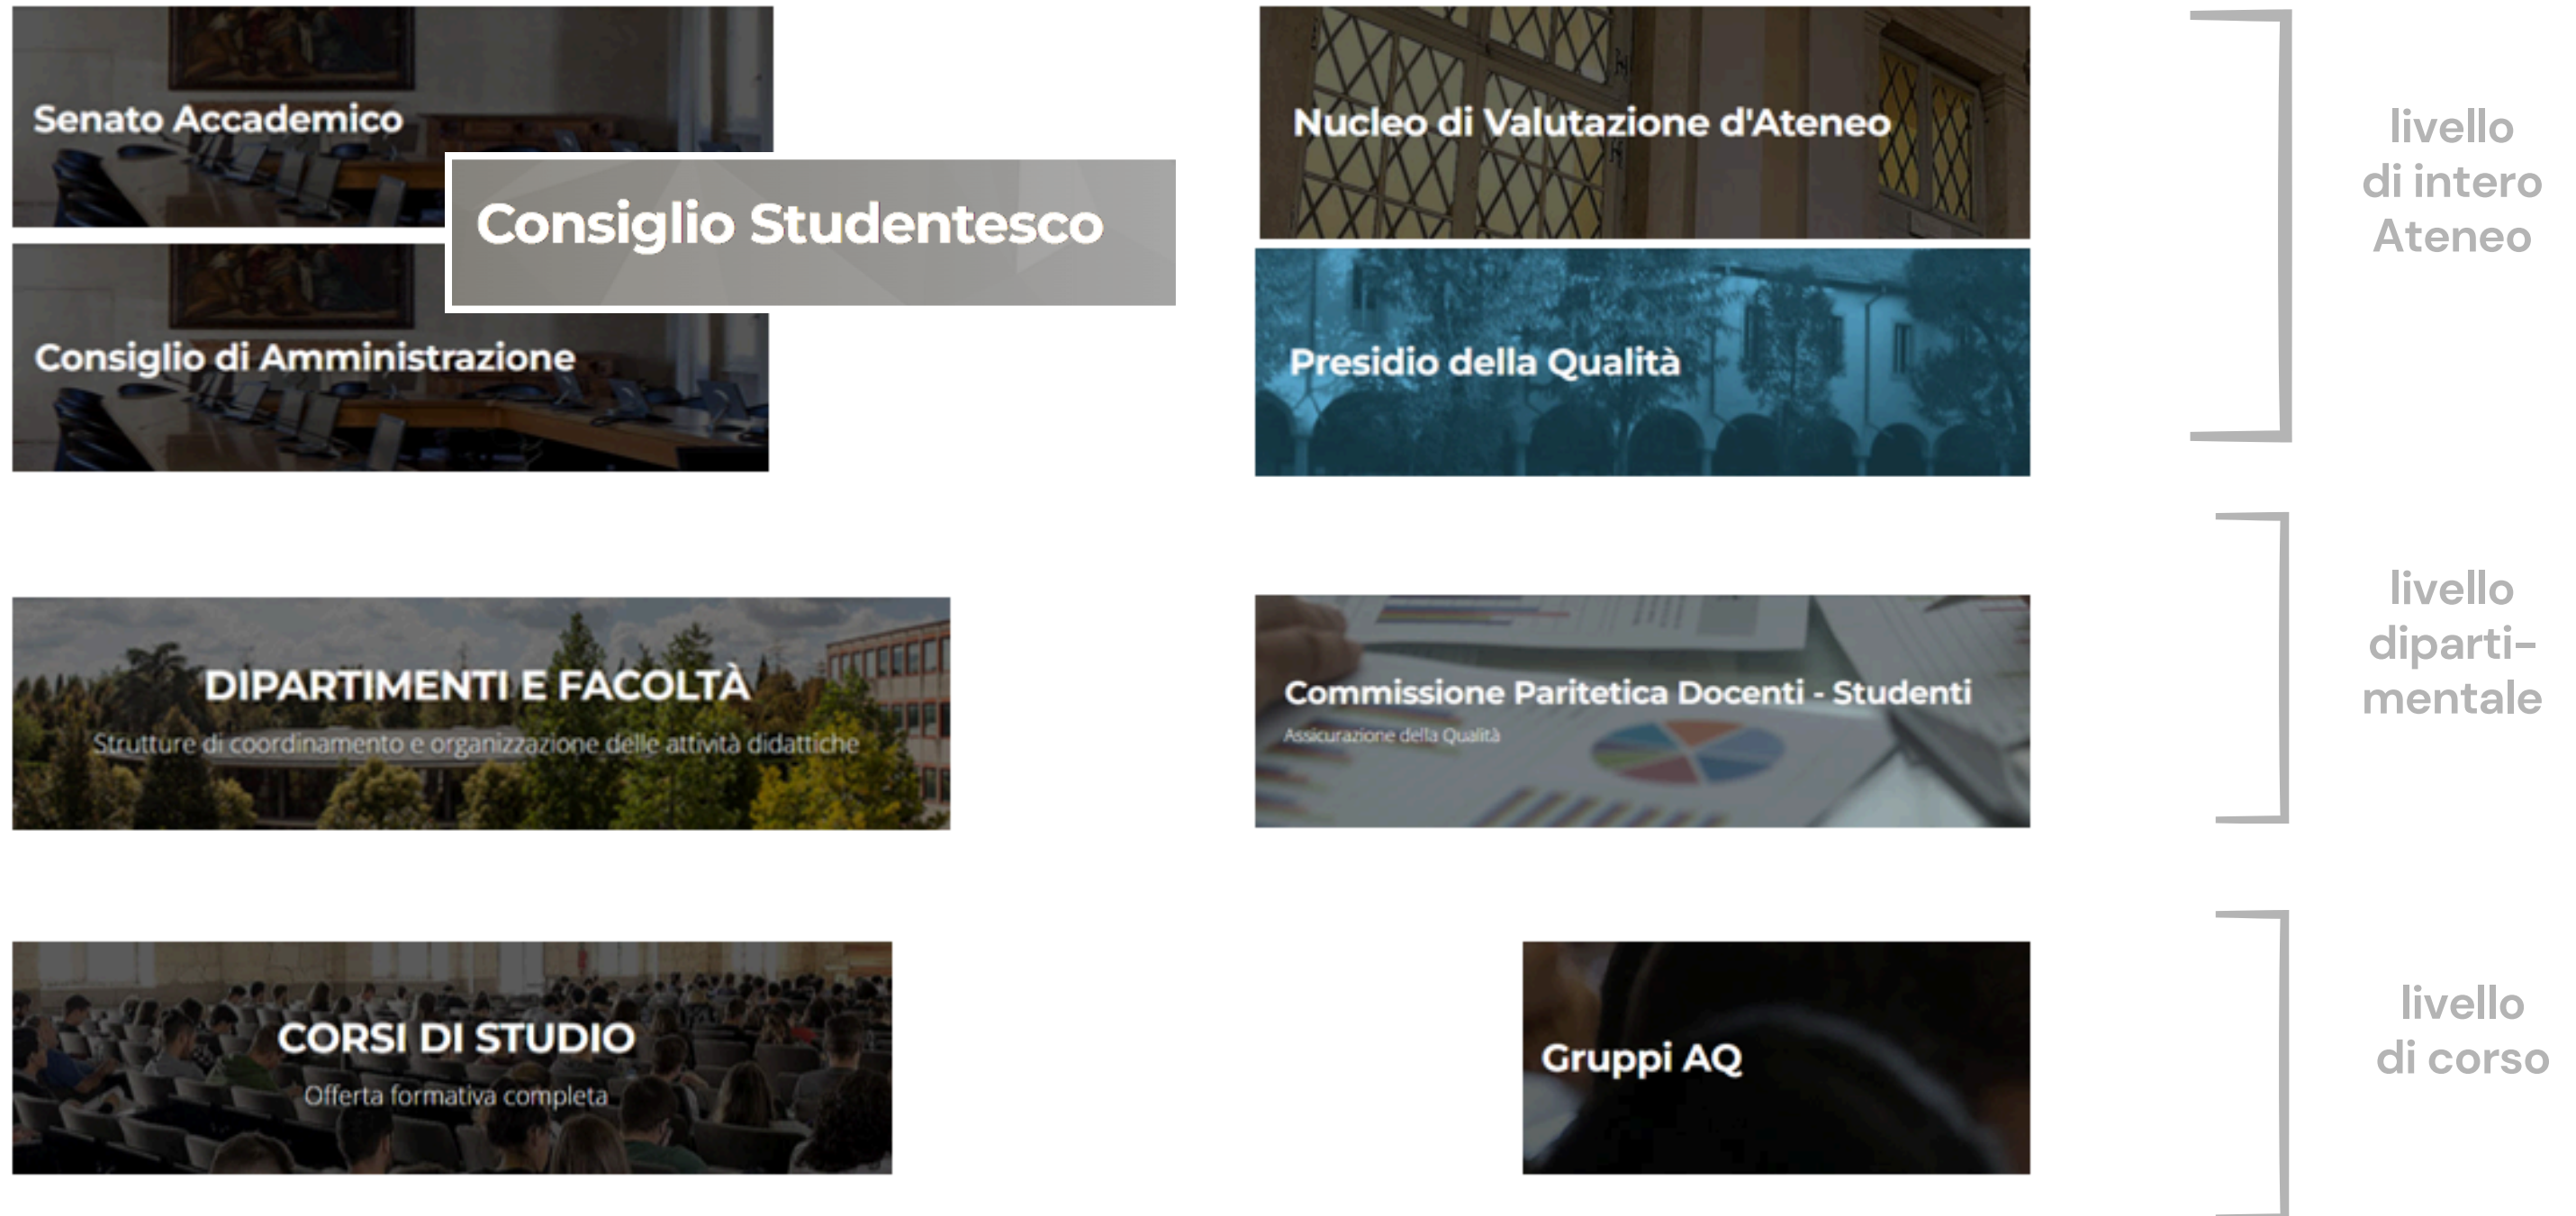 Senato Accademico
Consiglio Studentesco
Consiglio di Amministrazione
Nucleo di Valutazione d'Ateneo
Presidio della Qualità
livello
di intero
Ateneo
DIPARTIMENTI E FACOLTÀ
Strutture di coordinamento e organizzazione delle attività didattiche
Commissione Paritetica Docenti - Studenti
Assicurazione della Qualità
livello
diparti-
mentale
CORSI DI STUDIO
Offerta formativa completa
Gruppi AQ
livello
di corso